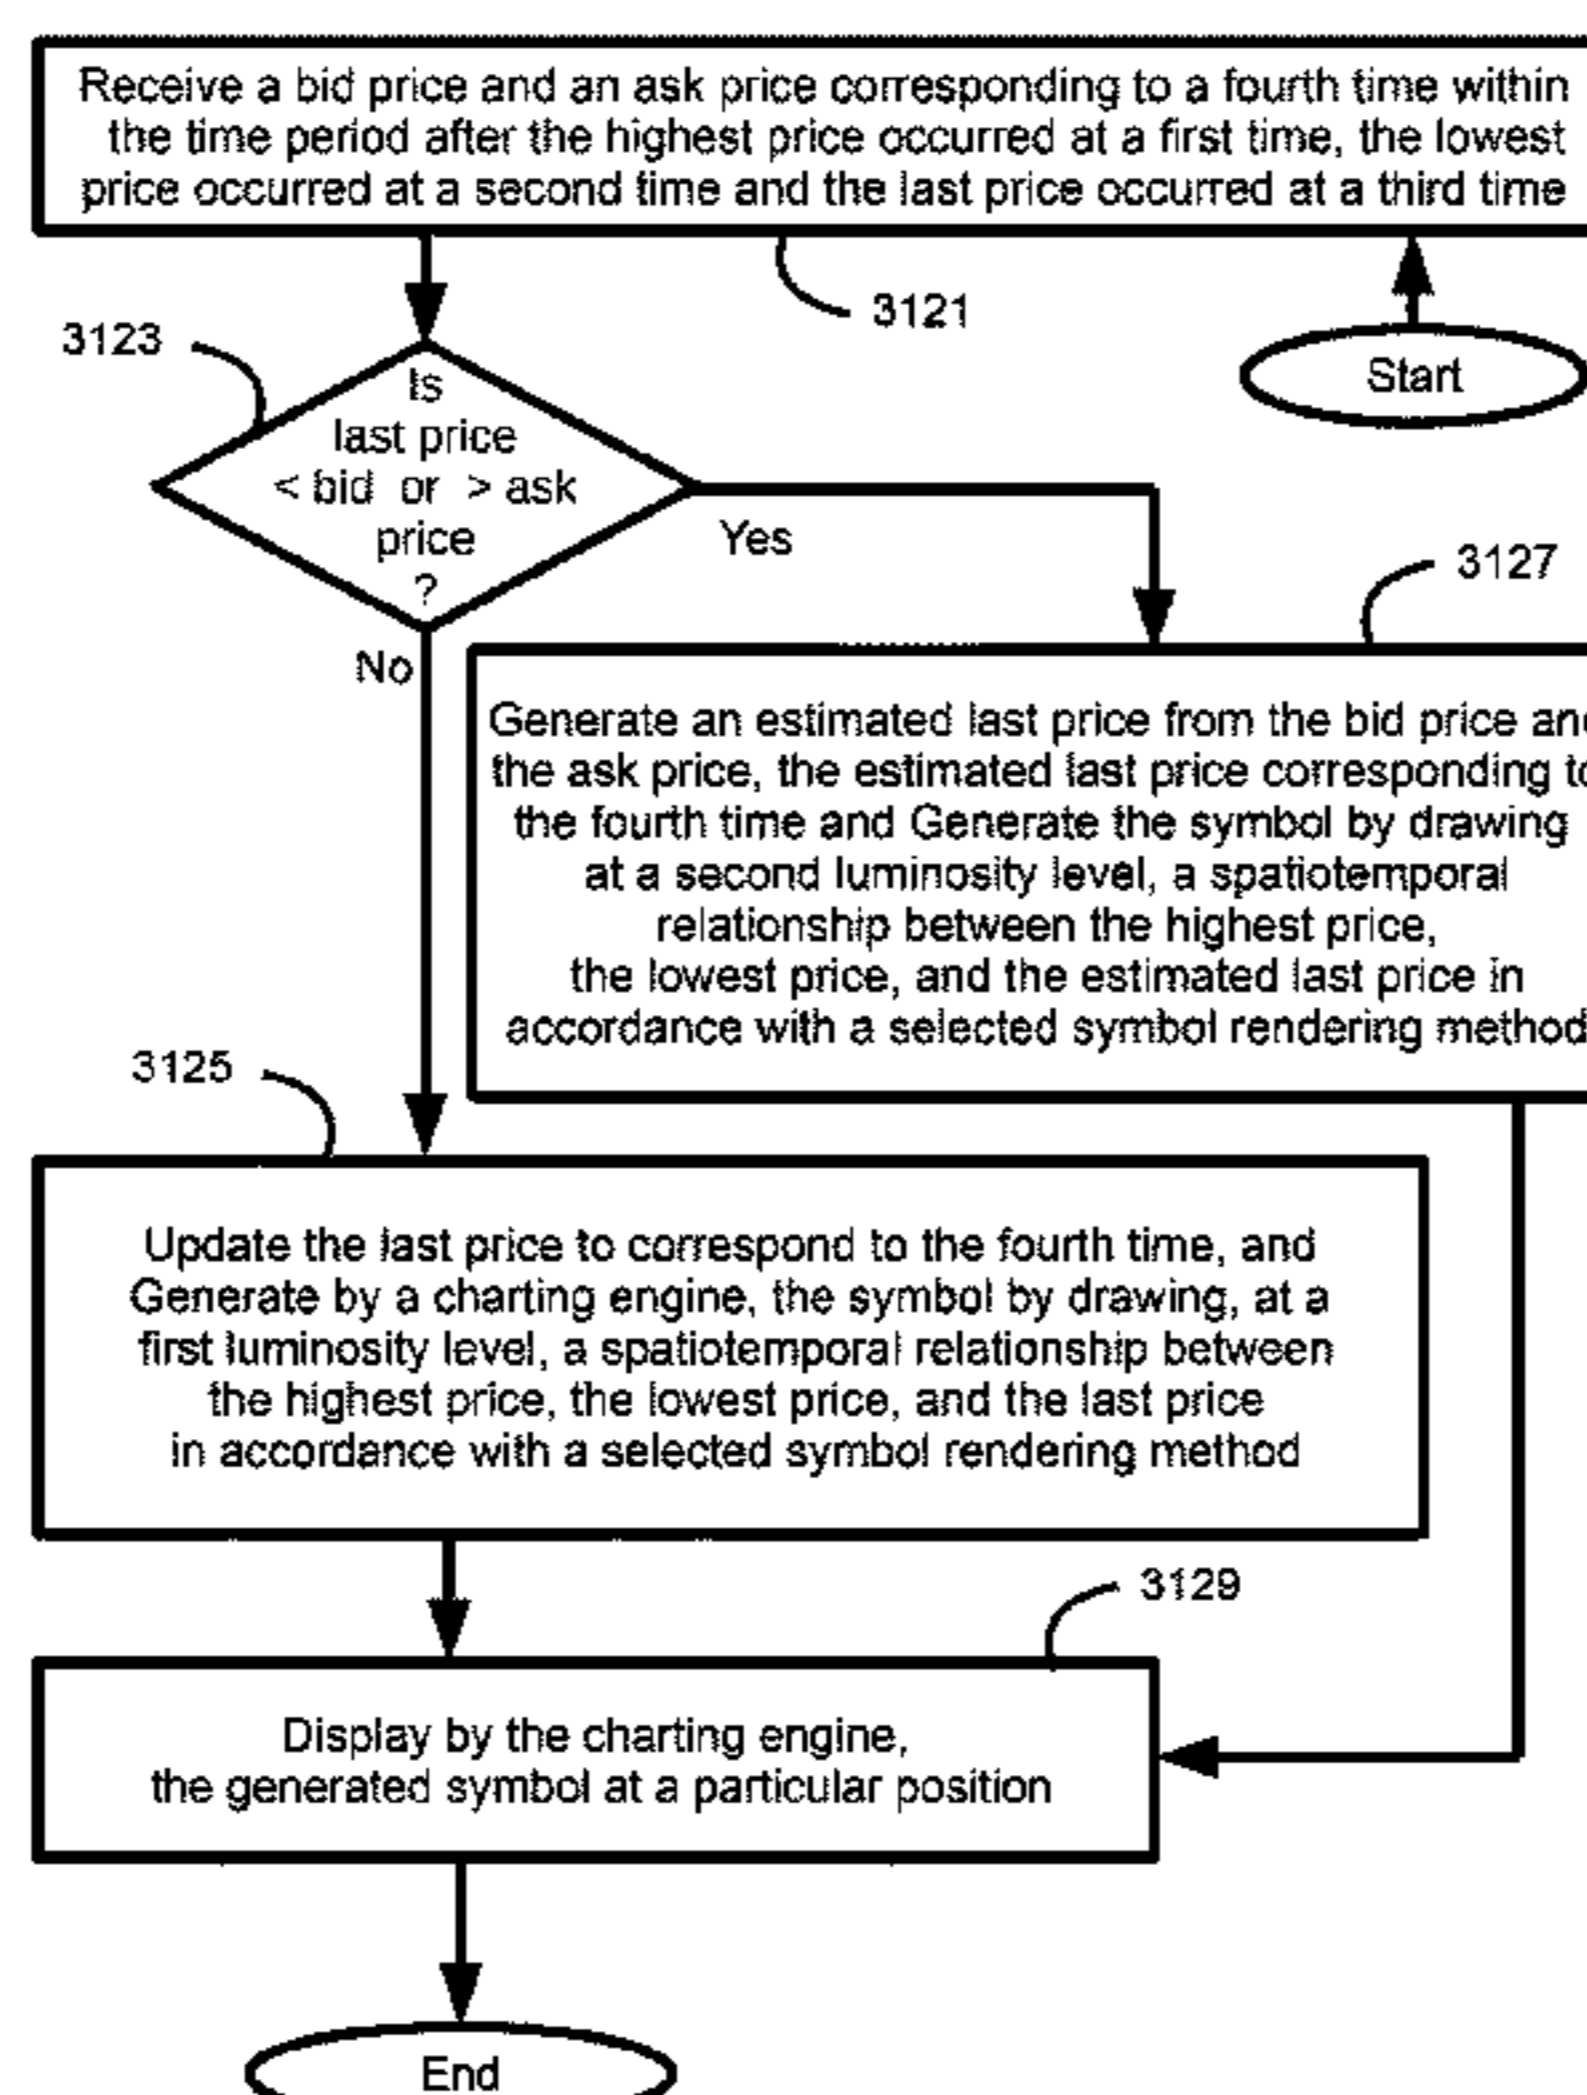 Receive a bid price and an ask price corresponding to a fourth time within
the time period after the highest price occurred at a first time, the lowest
price occurred at a second time and the last price occurred at a third time
3121
3123
Start
Is
last price
< bid or > ask
price
?
Yes
No
3127
Generate an estimated last price from the bid price and
the ask price, the estimated last price corresponding to
the fourth time and Generate the symbol by drawing
at a second luminosity level, a spatiotemporal
relationship between the highest price,
the lowest price, and the estimated last price in
accordance with a selected symbol rendering method
3125
Update the last price to correspond to the fourth time, and
Generate by a charting engine, the symbol by drawing, at a
first luminosity level, a spatiotemporal relationship between
the highest price, the lowest price, and the last price
in accordance with a selected symbol rendering method
3129
Display by the charting engine,
the generated symbol at a particular position
End